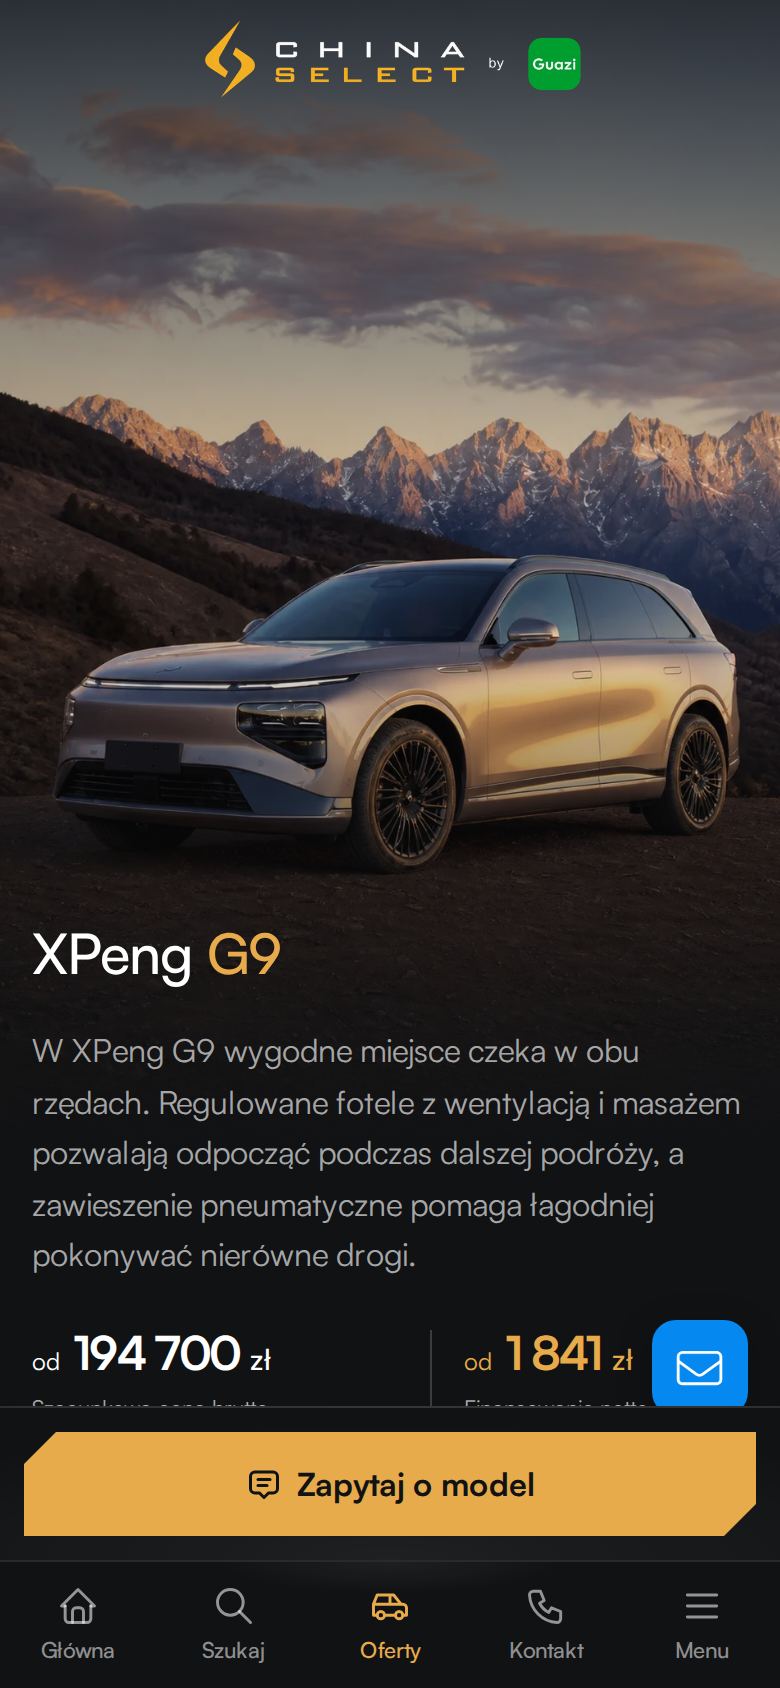 CHINA
SELECT
by
Guazi
XPeng G9
W XPeng G9 wygodne miejsce czeka w obu
rzędach. Regulowane fotele z wentylacją i masażem
pozwalają odpocząć podczas dalszej podróży, a
zawieszenie pneumatyczne pomaga łagodniej
pokonywać nierówne drogi.
od 194 700 zł
od 1 841 zł
Zapytaj o model
Główna
Szukaj
Oferty
Kontakt
Menu